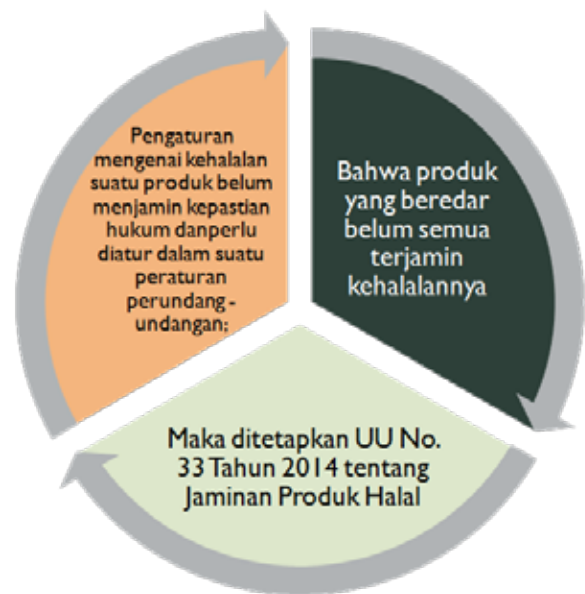 Pengaturan
mengenai kehalalan
suatu produk belum
menjamin kepastian
hukum danperlu
diatur dalam suatu
peraturan
perundang -
undangan;
Bahwa produk
yang beredar
belum semua
terjamin
kehalalannya
Maka ditetapkan UU No.
33 Tahun 2014 tentang
Jaminan Produk Halal